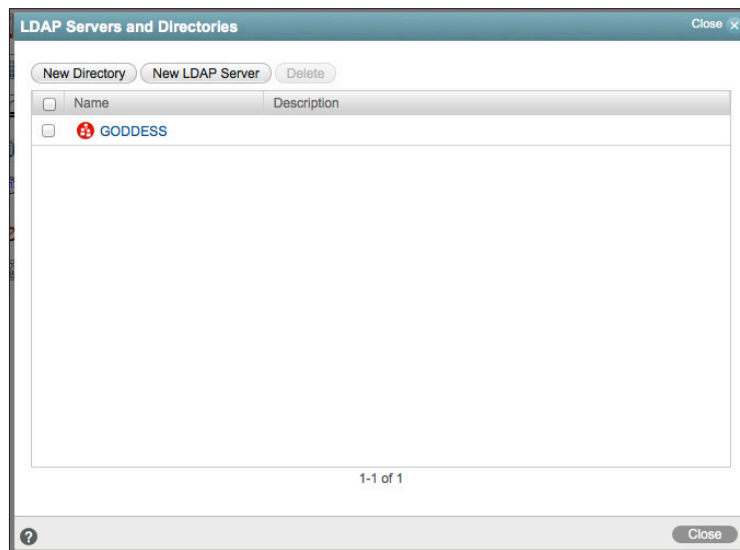 LDAP Servers and Directories Close
New Directory New LDAP Server Delete
Name Description
GODDESS
1-1 of 1
Close